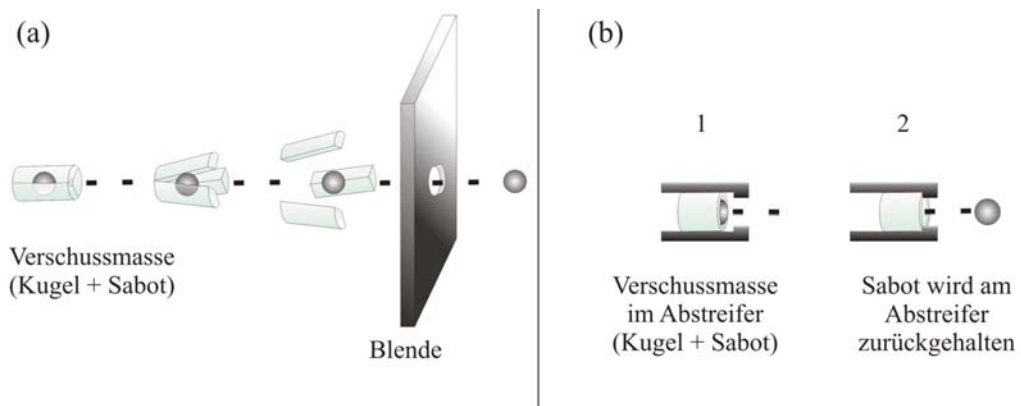 (a)
Verschussmasse
(Kugel + Sabot)
Blende
(b)
1
2
Verschussmasse
im Abstreifer
(Kugel + Sabot)
Sabot wird am
Abstreifer
zurückgehalten